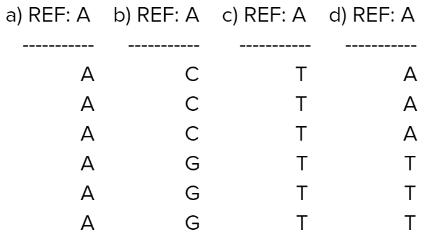 a) REF: A b) REF: A c) REF: A d) REF: A
----------- ----------- ----------- -----------
A C T A
A C T A
A C T A
A G T T
A G T T
A G T T